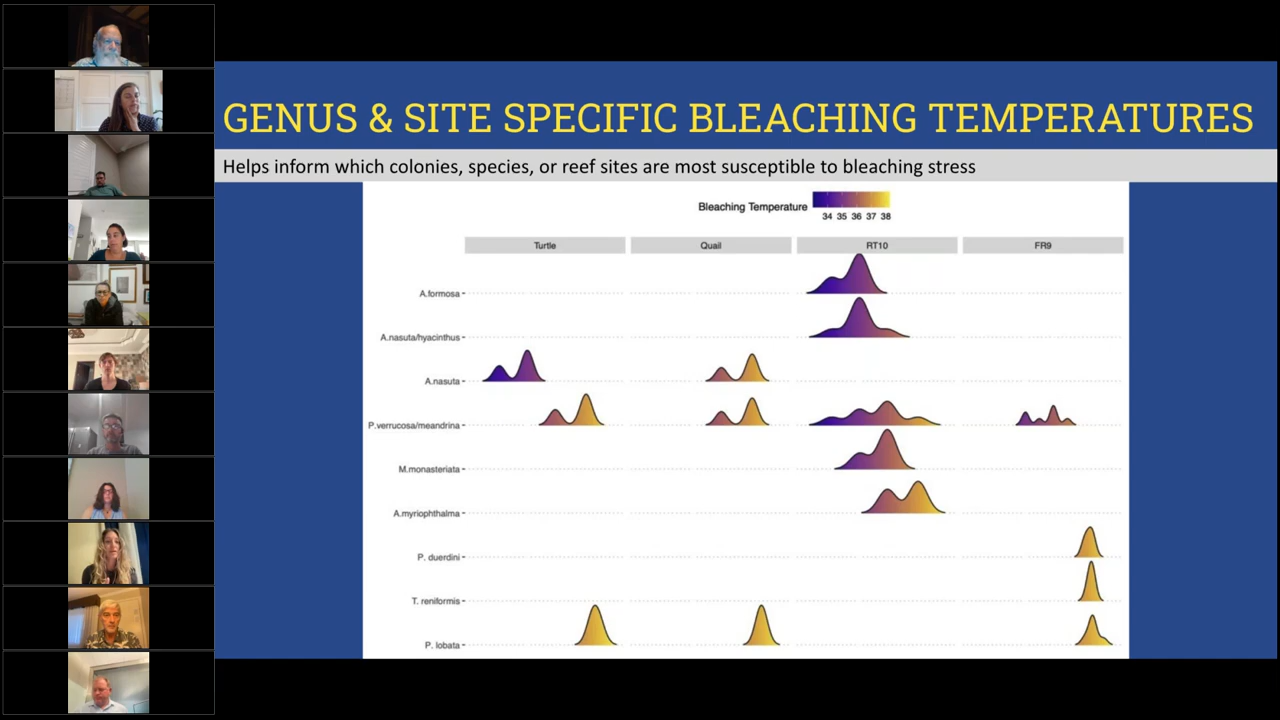 GENUS & SITE SPECIFIC BLEACHING TEMPERATURES
Helps inform which colonies, species, or reef sites are most susceptible to bleaching stress
Bleaching Temperature
34 35 36 37 38
Turtle Quail RT10 FR9
A.formosa
A.nasuta/hyacinthus
A.nasuta
P.verrucosa/meandrina
M.monasteriata
A.myriophthalma
P. duerdini
T. reniformis
P. lobata